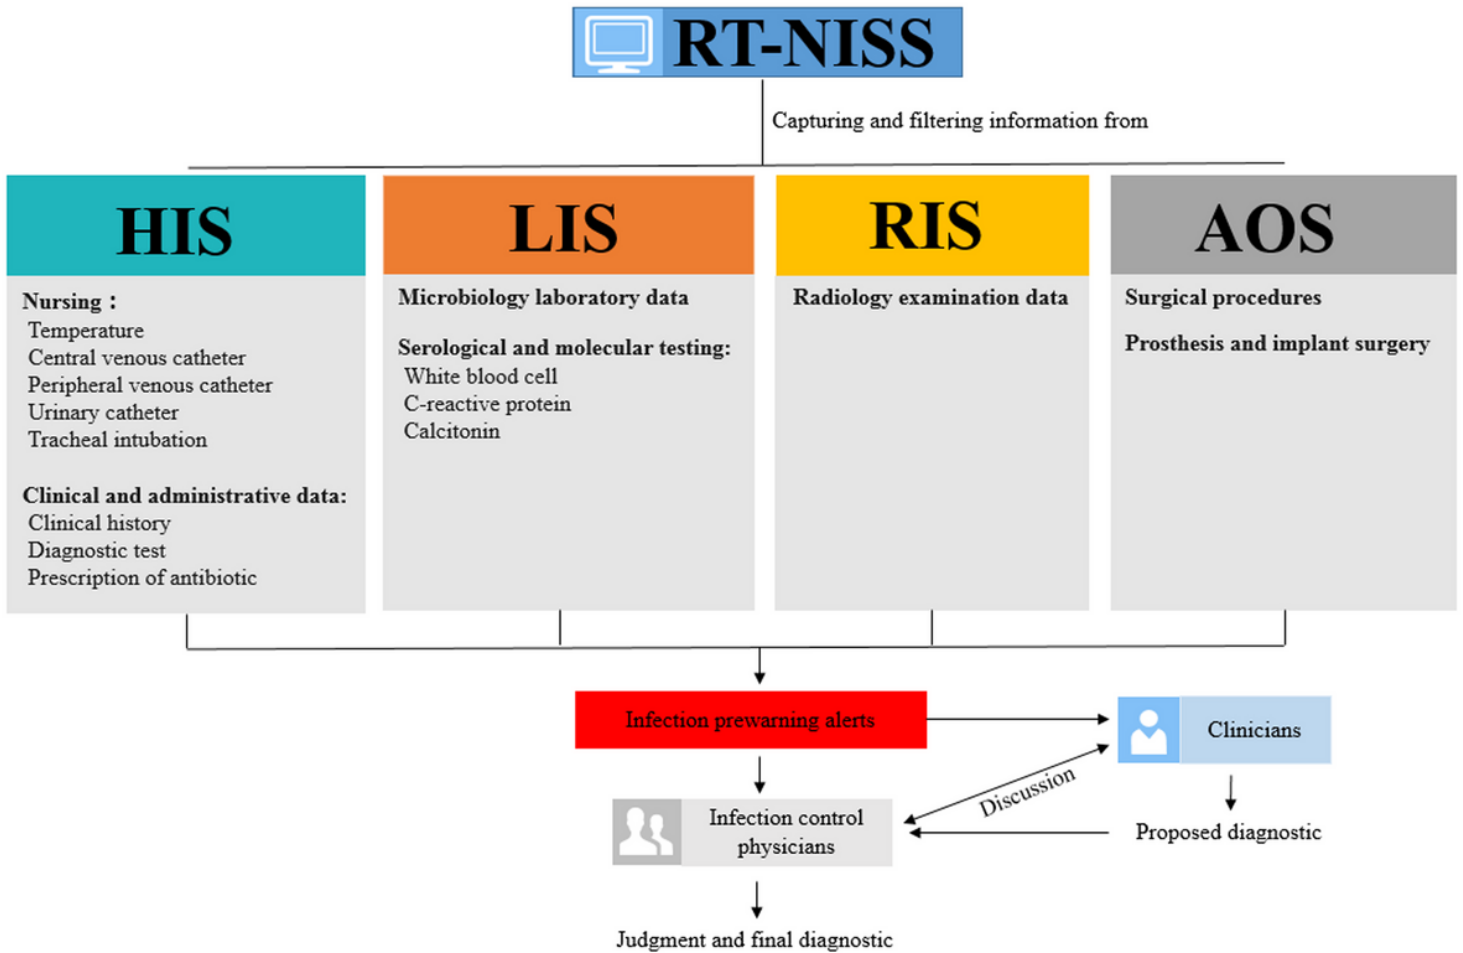 RT-NISS
Capturing and filtering information from
HIS
Nursing：
Temperature
Central venous catheter
Peripheral venous catheter
Urinary catheter
Tracheal intubation
Clinical and administrative data:
Clinical history
Diagnostic test
Prescription of antibiotic
LIS
Microbiology laboratory data
Serological and molecular testing:
White blood cell
C-reactive protein
Calcitonin
RIS
Radiology examination data
AOS
Surgical procedures
Prosthesis and implant surgery
Infection prewarning alerts
Clinicians
Discussion
Infection control
physicians
Proposed diagnostic
Judgment and final diagnostic